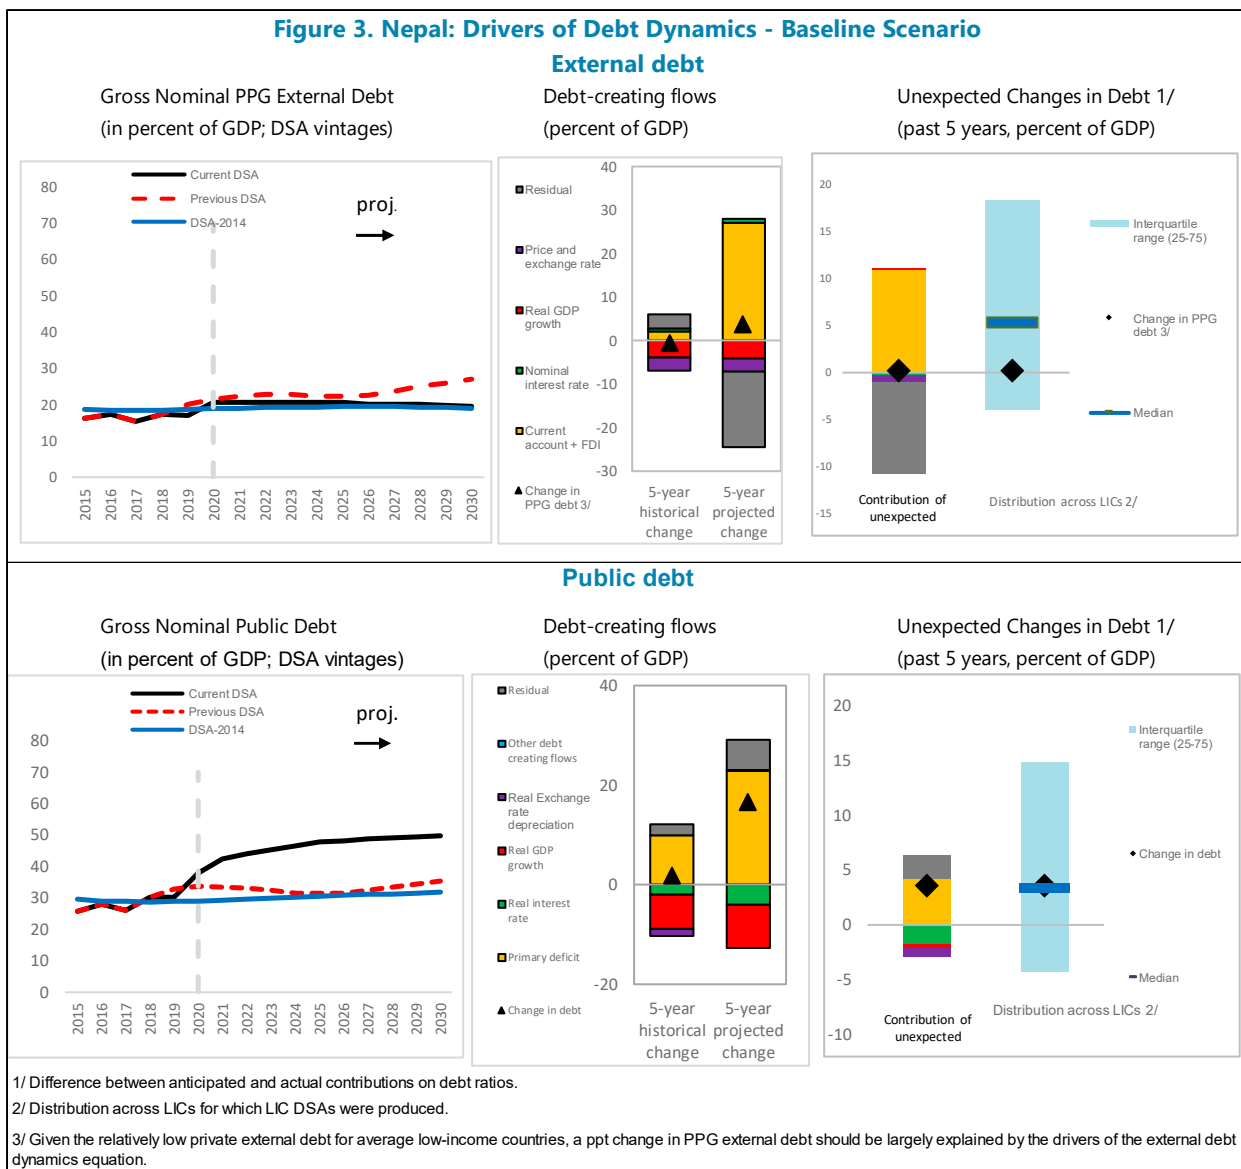 Figure 3. Nepal: Drivers of Debt Dynamics - Baseline Scenario
External debt
Gross Nominal PPG External Debt
(in percent of GDP; DSA vintages)
Current DSA
Previous DSA
DSA-2014
proj.
80
70
60
50
40
30
20
10
0
2015
2016
2017
2018
2019
2020
2021
2022
2023
2024
2025
2026
2027
2028
2029
2030
Debt-creating flows
(percent of GDP)
Residual
Price and
exchange rate
Real GDP
growth
Nominal
interest rate
Current
account + FDI
Change in
PPG debt 3/
40
30
20
10
0
-10
-20
-30
5-year
historical
change
5-year
projected
change
Unexpected Changes in Debt 1/
(past 5 years, percent of GDP)
20
15
10
5
0
-5
-10
-15
Interquartile
range (25-75)
Change in PPG
debt 3/
Median
Contribution of
unexpected
Distribution across LICs 2/
Public debt
Gross Nominal Public Debt
(in percent of GDP; DSA vintages)
Current DSA
Previous DSA
DSA-2014
proj.
80
70
60
50
40
30
20
10
0
2015
2016
2017
2018
2019
2020
2021
2022
2023
2024
2025
2026
2027
2028
2029
2030
Debt-creating flows
(percent of GDP)
Residual
Other debt
creating flows
Real Exchange
rate
depreciation
Real GDP
growth
Real interest
rate
Primary deficit
Change in debt
40
20
0
-20
5-year
historical
change
5-year
projected
change
Unexpected Changes in Debt 1/
(past 5 years, percent of GDP)
20
15
10
5
0
-5
-10
Interquartile
range (25-75)
Change in debt
Median
Contribution of
unexpected
Distribution across LICs 2/
1/ Difference between anticipated and actual contributions on debt ratios.
2/ Distribution across LICs for which LIC DSAs were produced.
3/ Given the relatively low private external debt for average low-income countries, a ppt change in PPG external debt should be largely explained by the drivers of the external debt
dynamics equation.